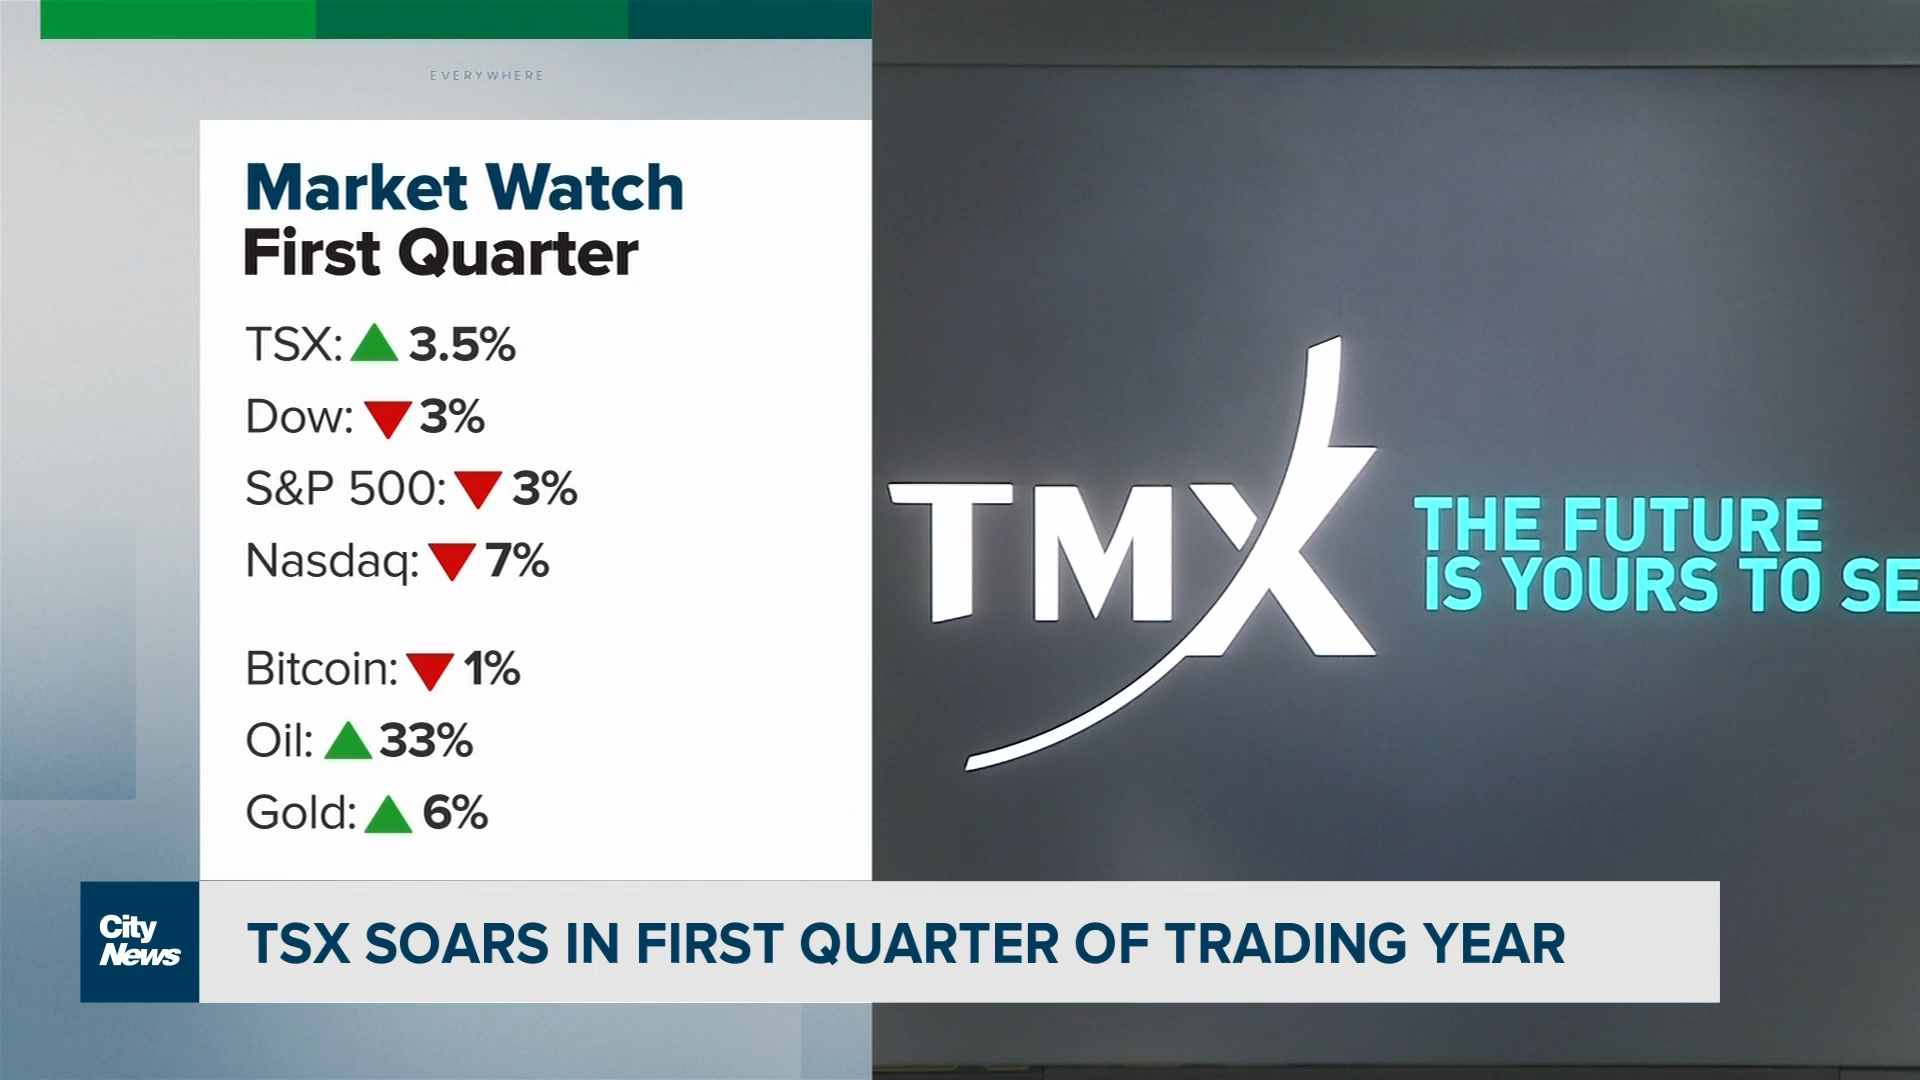 EVERYWHERE
Market Watch
First Quarter
TSX: ▲ 3.5%
Dow: ▼ 3%
S&P 500: ▼ 3%
Nasdaq: ▼ 7%
Bitcoin: ▼ 1%
Oil: ▲ 33%
Gold: ▲ 6%
TMX
THE FUTURE
IS YOURS TO SE
City
News
TSX SOARS IN FIRST QUARTER OF TRADING YEAR